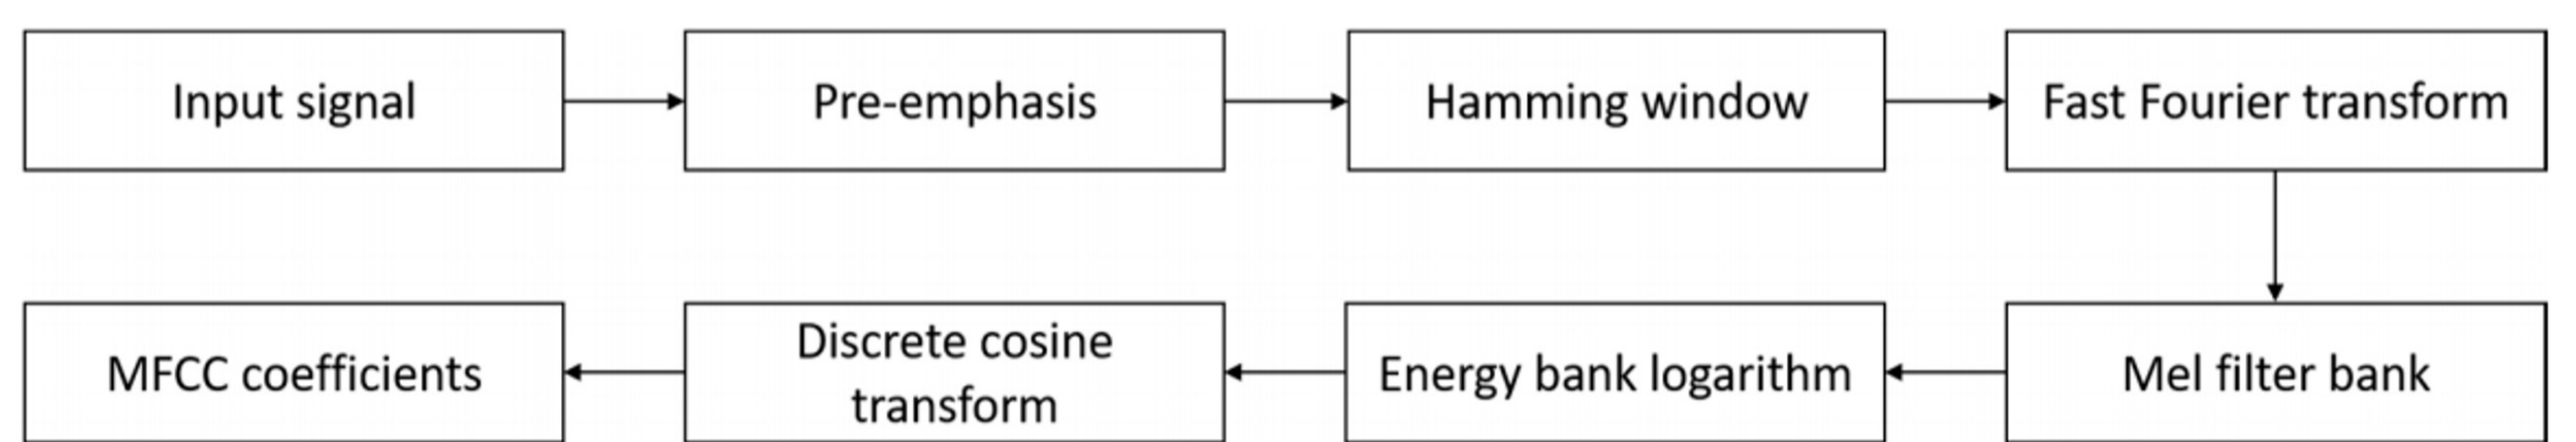 Input signal
Pre-emphasis
Hamming window
Fast Fourier transform
MFCC coefficients
Discrete cosine
transform
Energy bank logarithm
Mel filter bank